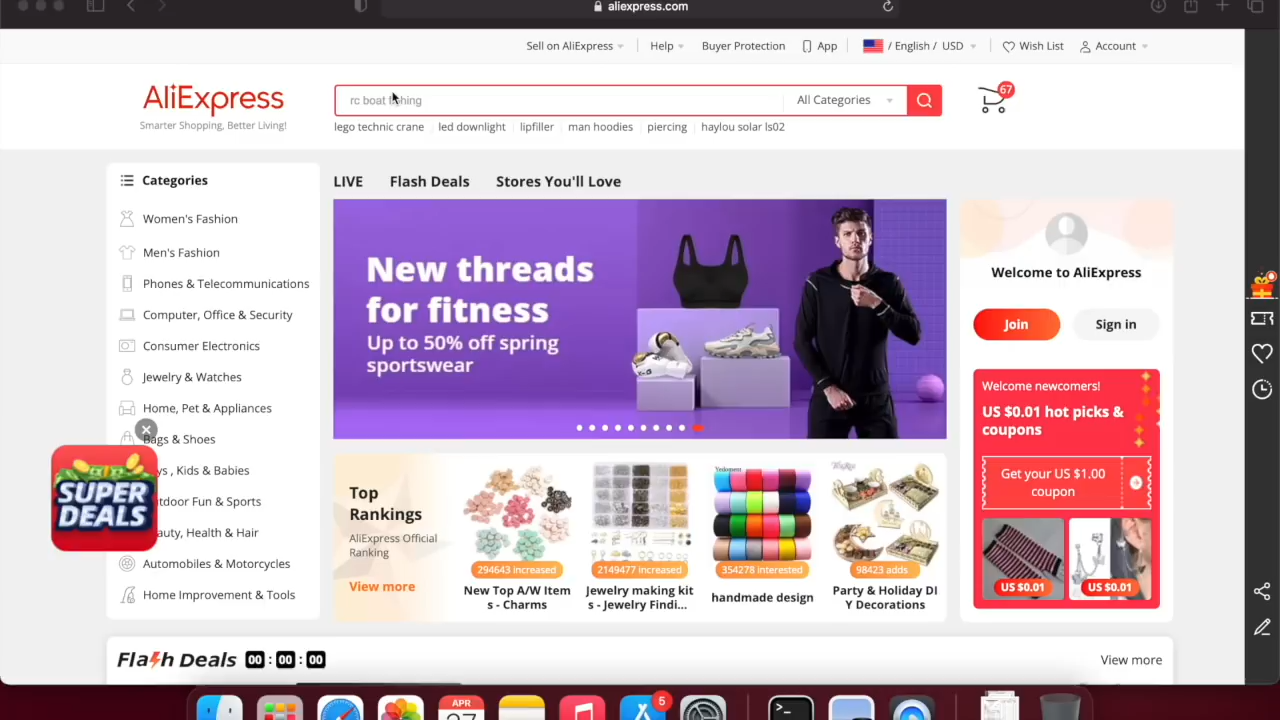 aliexpress.com
Sell on AliExpress
Help
Buyer Protection
App
/ English / USD
Wish List
Account
AliExpress
Smarter Shopping, Better Living!
rc boat fishing
All Categories
67
lego technic crane
led downlight
lipfiller
man hoodies
piercing
haylou solar ls02
Categories
Women's Fashion
Men's Fashion
Phones & Telecommunications
Computer, Office & Security
Consumer Electronics
Jewelry & Watches
Home, Pet & Appliances
Bags & Shoes
, Kids & Babies
Fun & Sports
, Health & Hair
Automobiles & Motorcycles
Home Improvement & Tools
SUPER
DEALS
LIVE
Flash Deals
Stores You'll Love
New threads
for fitness
Up to 50% off spring
sportswear
Top
Rankings
AliExpress Official
Ranking
View more
294643 increased
New Top A/W Item
s - Charms
2149477 increased
Jewelry making kit
s - Jewelry Findi...
354278 interested
handmade design
98423 adds
Party & Holiday DI
Y Decorations
Welcome to AliExpress
Join
Sign in
Welcome newcomers!
US $0.01 hot picks &
coupons
Get your US $1.00
coupon
US $0.01
US $0.01
Flash Deals 00 : 00 : 00
View more
APR
5